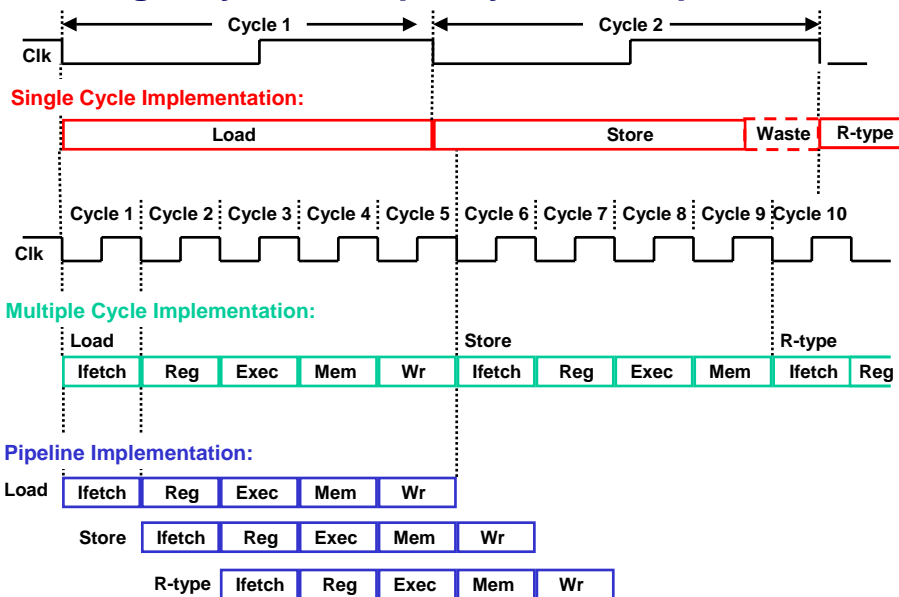 Cycle 1 Cycle 2
Clk
Single Cycle Implementation:
Load Store Waste R-type
Cycle 1 Cycle 2 Cycle 3 Cycle 4 Cycle 5 Cycle 6 Cycle 7 Cycle 8 Cycle 9 Cycle 10
Clk
Multiple Cycle Implementation:
Load Store R-type
Ifetch Reg Exec Mem Wr Ifetch Reg Exec Mem Ifetch Reg
Pipeline Implementation:
Load Ifetch Reg Exec Mem Wr
Store Ifetch Reg Exec Mem Wr
R-type Ifetch Reg Exec Mem Wr